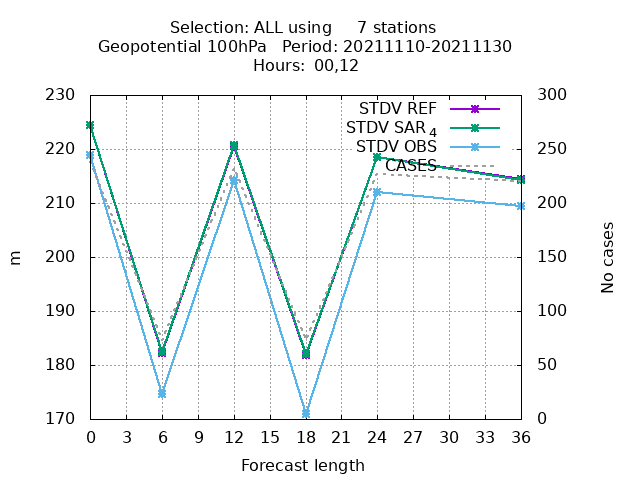 Selection: ALL using 7 stations
Geopotential 100hPa Period: 20211110-20211130
Hours: 00,12
230
220
210
200
190
180
170
m
300
250
200
150
100
50
0
No cases
STDV REF
STDV SAR4
STDV OBS
CASES
0 3 6 9 12 15 18 21 24 27 30 33 36
Forecast length